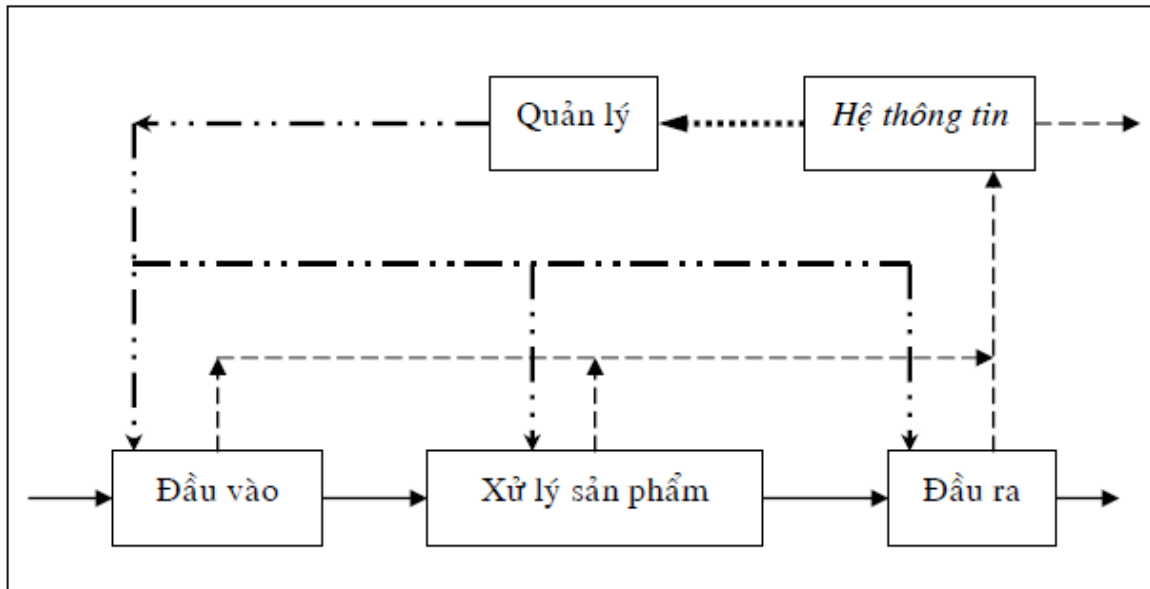 Quản lý
Hệ thông tin
Đầu vào
Xử lý sản phẩm
Đầu ra